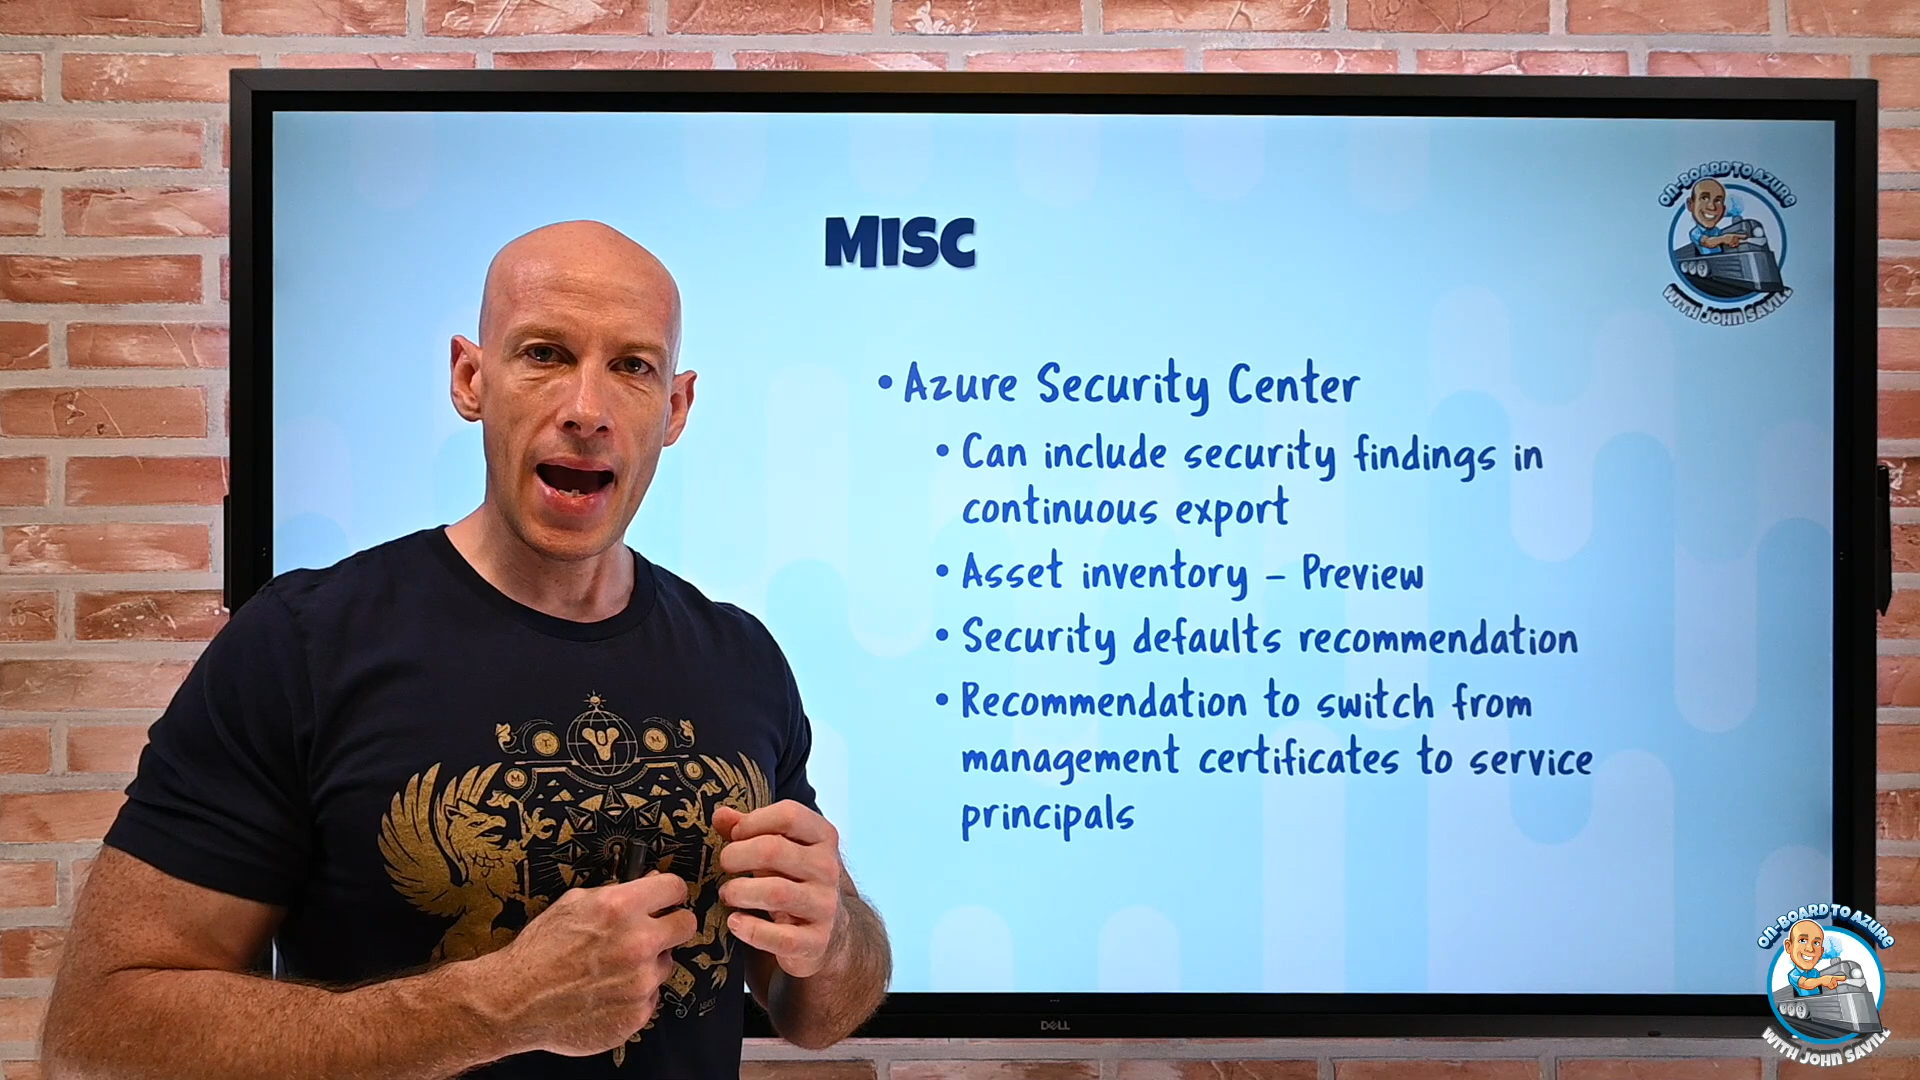 ON-BOARD TO AZURE
WITH JOHN SAVILL
MISC
• Azure Security Center
• Can include security findings in
continuous export
• Asset inventory – Preview
• Security defaults recommendation
• Recommendation to switch from
management certificates to service
principals
DELL
ON-BOARD TO AZURE
WITH JOHN SAVILL